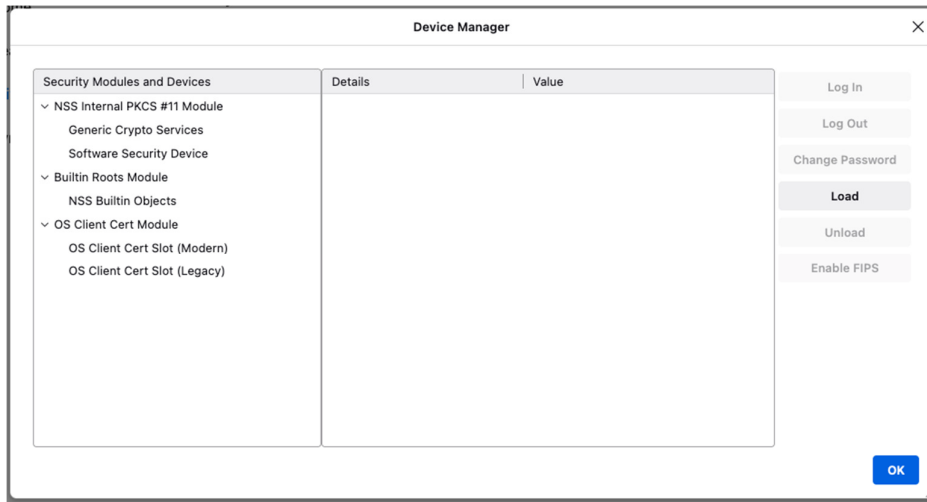 Device Manager
Security Modules and Devices
Details
Value
NSS Internal PKCS #11 Module
Generic Crypto Services
Software Security Device
Builtin Roots Module
NSS Builtin Objects
OS Client Cert Module
OS Client Cert Slot (Modern)
OS Client Cert Slot (Legacy)
Log In
Log Out
Change Password
Load
Unload
Enable FIPS
OK